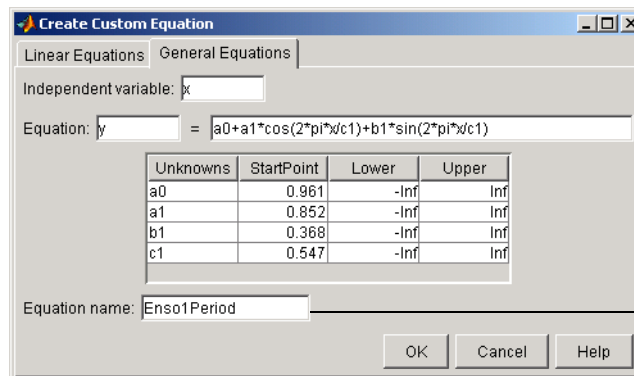 Create Custom Equation
Linear Equations General Equations
Independent variable: x
Equation: y = a0+a1*cos(2*pi*x/c1)+b1*sin(2*pi*x/c1)
Unknowns StartPoint Lower Upper
a0 0.961 -Inf Inf
a1 0.852 -Inf Inf
b1 0.368 -Inf Inf
c1 0.547 -Inf Inf
Equation name: Enso1Period
OK Cancel Help